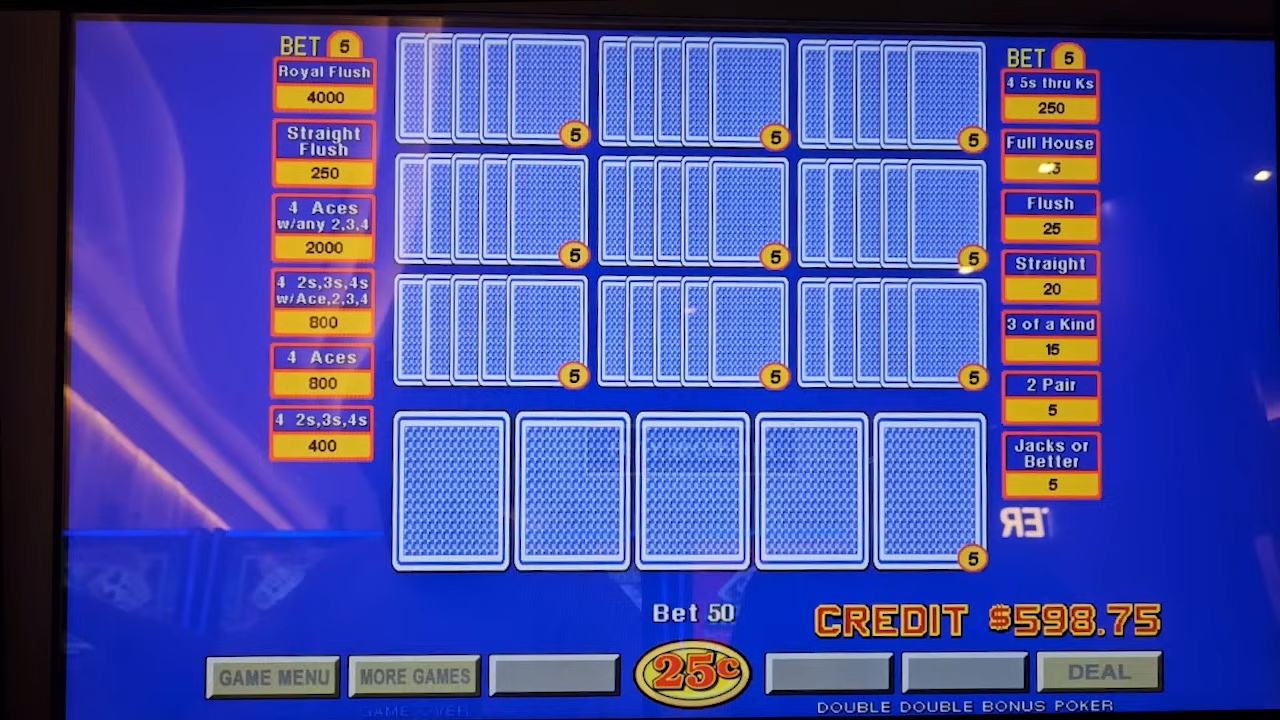 BET 5
Royal Flush
4000
Straight
Flush
250
4 Aces
w/any 2,3,4
2000
4 2s,3s,4s
w/Ace,2,3,4
800
4 Aces
800
4 2s,3s,4s
400
5 5 5
5 5 5
5 5 5
5
BET 5
4 5s thru Ks
250
Full House
Flush
25
Straight
20
3 of a Kind
15
2 Pair
5
Jacks or
Better
5
Bet 50
CREDIT $598.75
GAME MENU
MORE GAMES
25¢
DEAL
GAME OVER
DOUBLE DOUBLE BONUS POKER